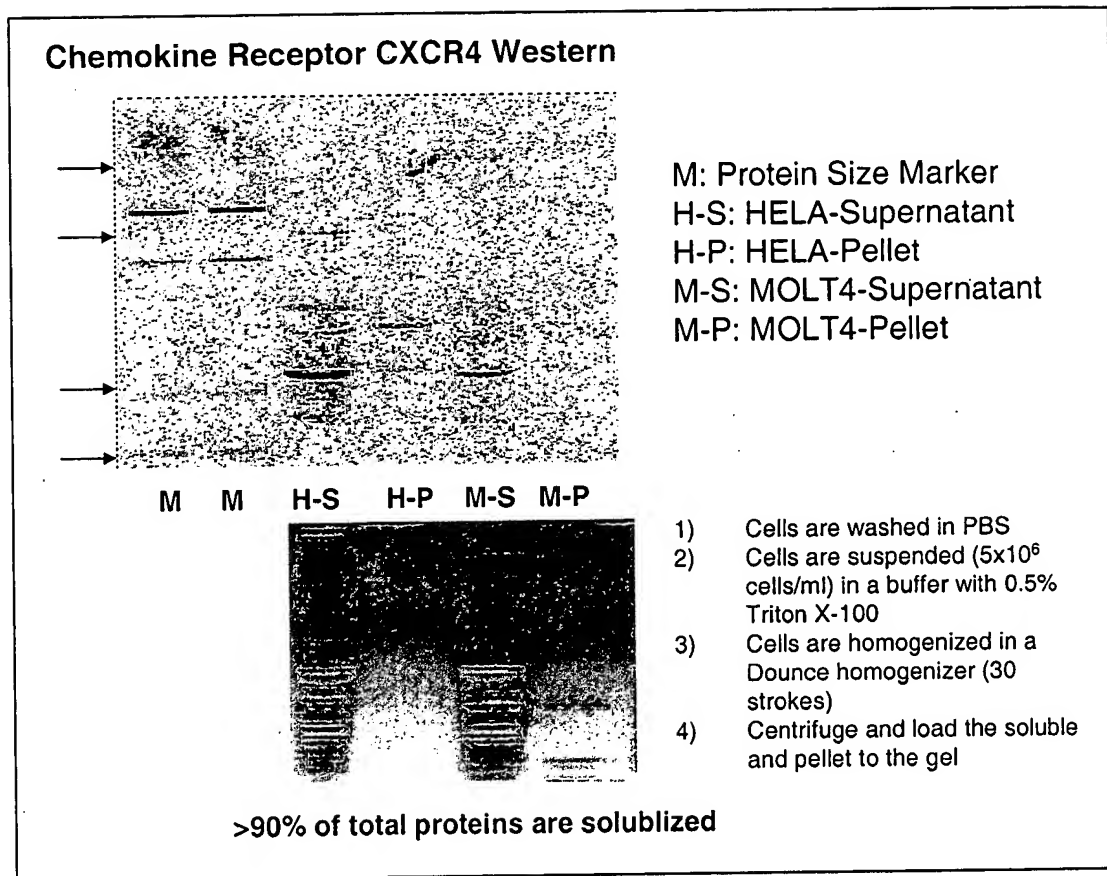 Chemokine Receptor CXCR4 Western
M: Protein Size Marker
H-S: HELA-Supernatant
H-P: HELA-Pellet
M-S: MOLT4-Supernatant
M-P: MOLT4-Pellet
M M H-S H-P M-S M-P
1) Cells are washed in PBS
2) Cells are suspended (5x10⁶
cells/ml) in a buffer with 0.5%
Triton X-100
3) Cells are homogenized in a
Dounce homogenizer (30
strokes)
4) Centrifuge and load the soluble
and pellet to the gel
>90% of total proteins are solublized